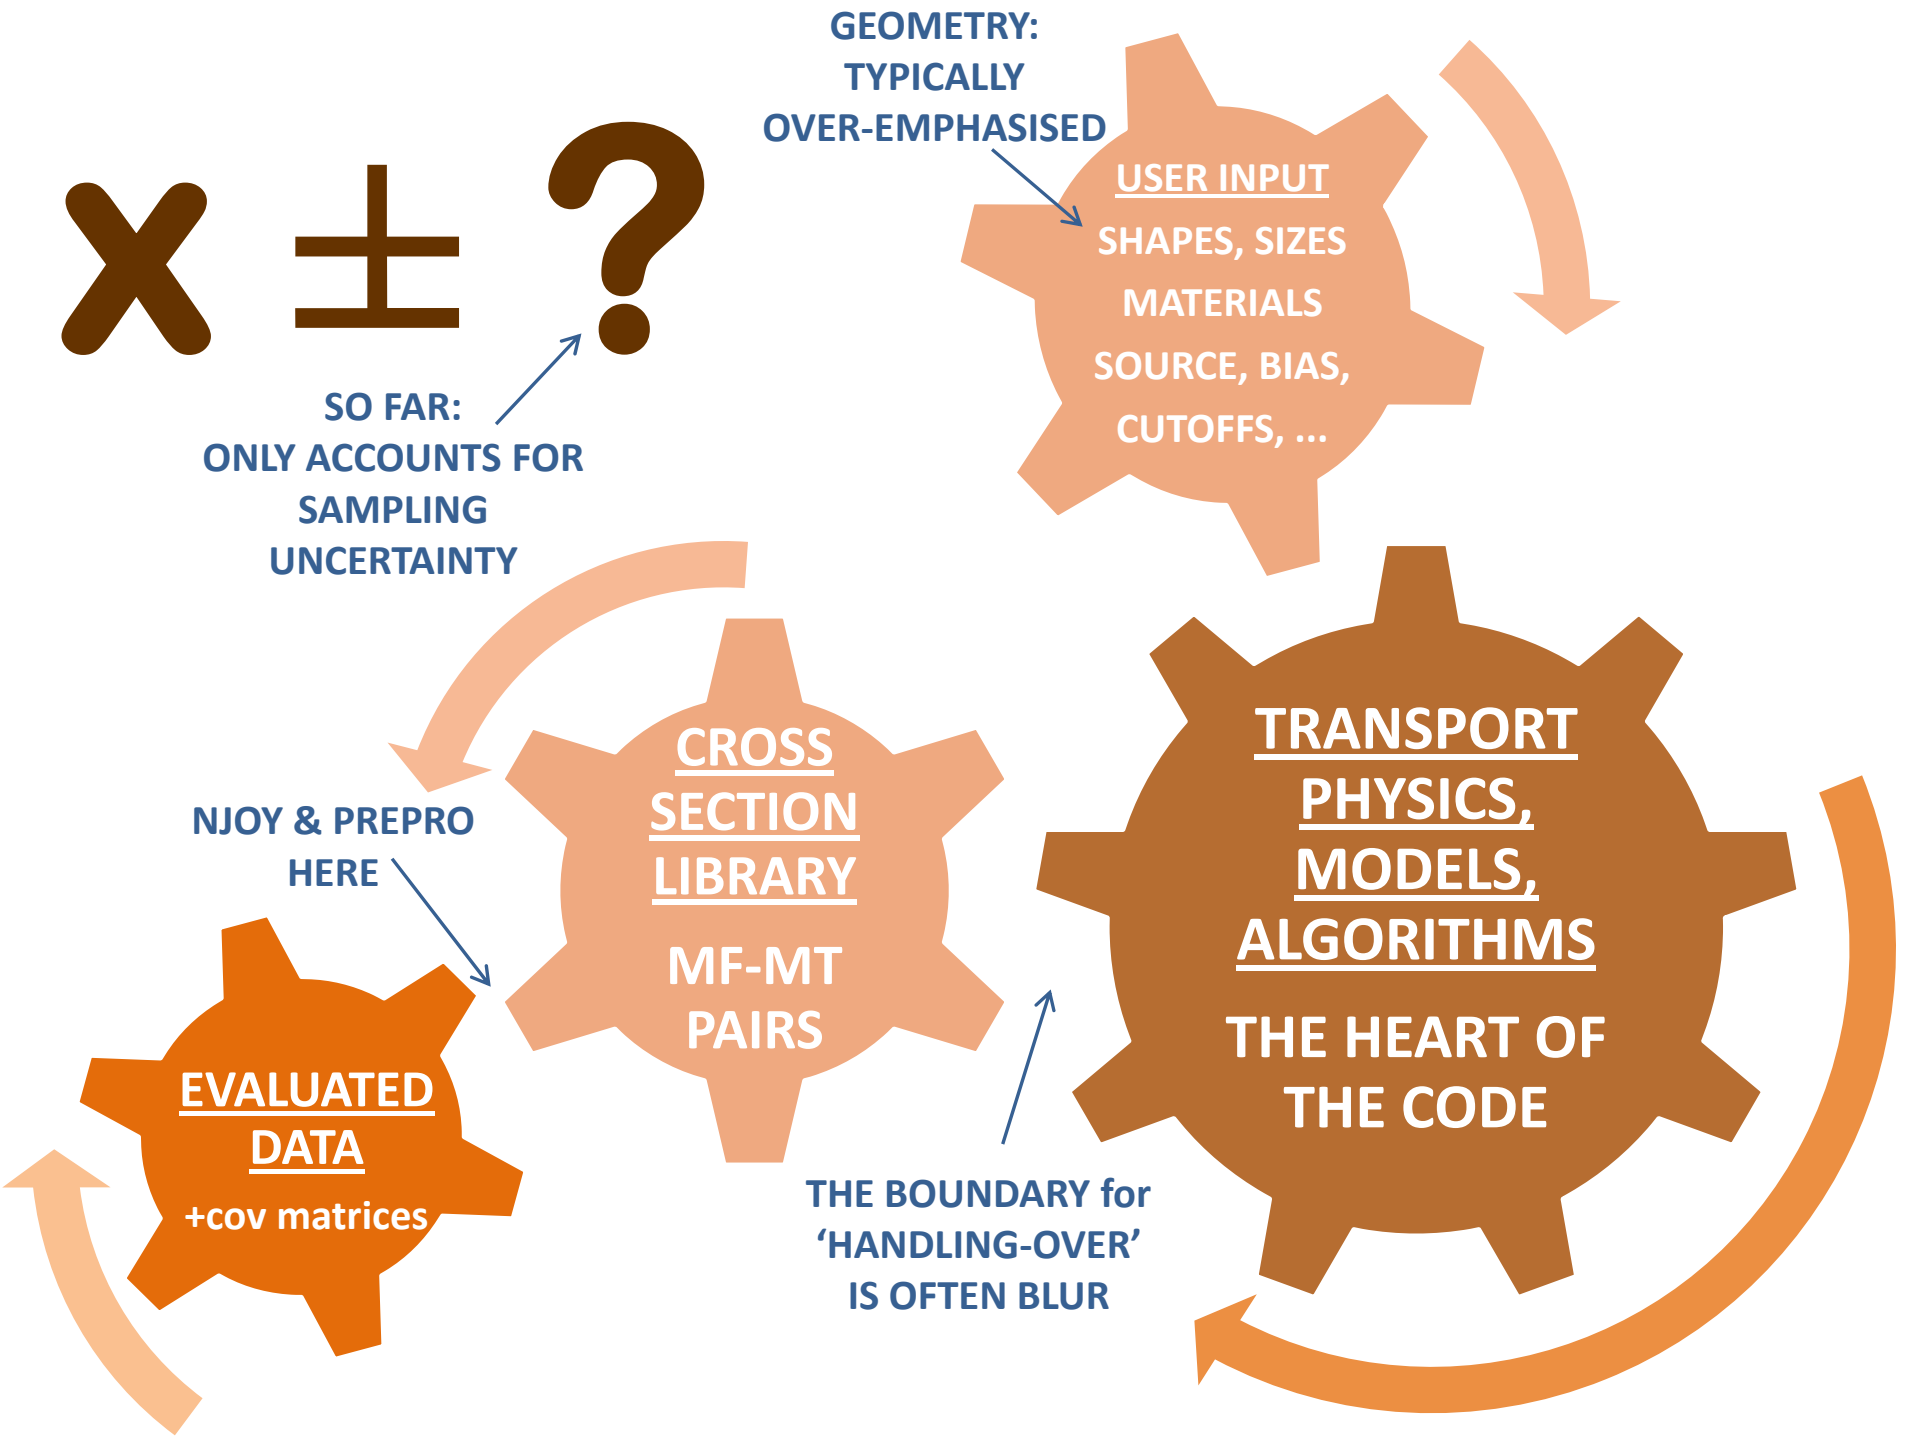 x ± ?
SO FAR:
ONLY ACCOUNTS FOR
SAMPLING
UNCERTAINTY
GEOMETRY:
TYPICALLY
OVER-EMPHASISED
USER INPUT
SHAPES, SIZES
MATERIALS
SOURCE, BIAS,
CUTOFFS, ...
NJOY & PREPRO
HERE
CROSS
SECTION
LIBRARY
MF-MT
PAIRS
TRANSPORT
PHYSICS,
MODELS,
ALGORITHMS
THE HEART OF
THE CODE
EVALUATED
DATA
+cov matrices
THE BOUNDARY for
‘HANDLING-OVER’
IS OFTEN BLUR